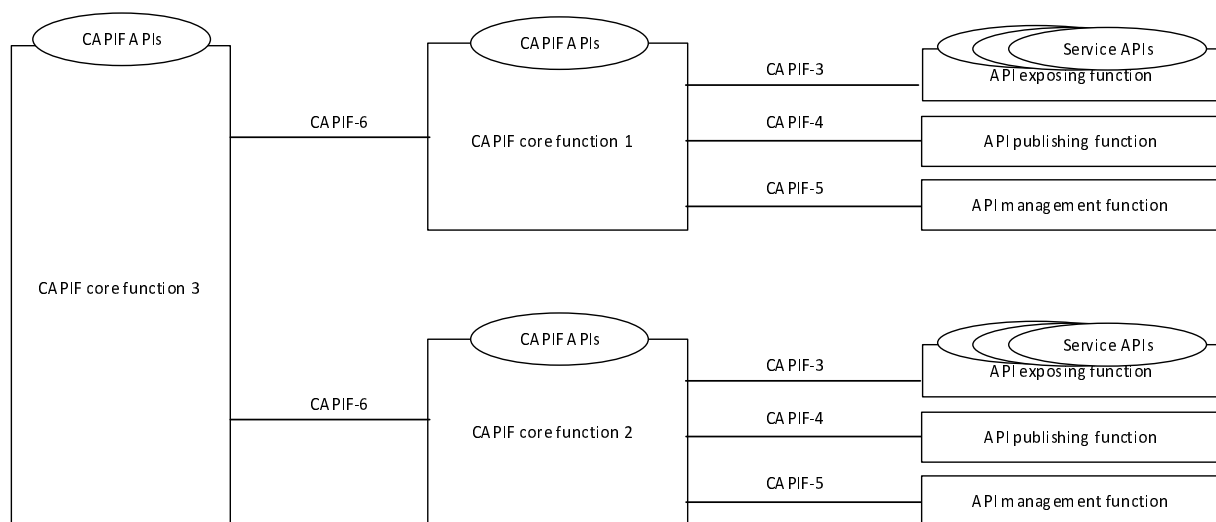 CAPIF APIs
CAPIF APIs
Service APIs
API exposing function
CAPIF-3
CAPIF-6
CAPIF-4
CAPIF core function 1
API publishing function
CAPIF-5
API management function
CAPIF core function 3
CAPIF APIs
Service APIs
API exposing function
CAPIF-3
CAPIF-6
CAPIF-4
CAPIF core function 2
API publishing function
CAPIF-5
API management function